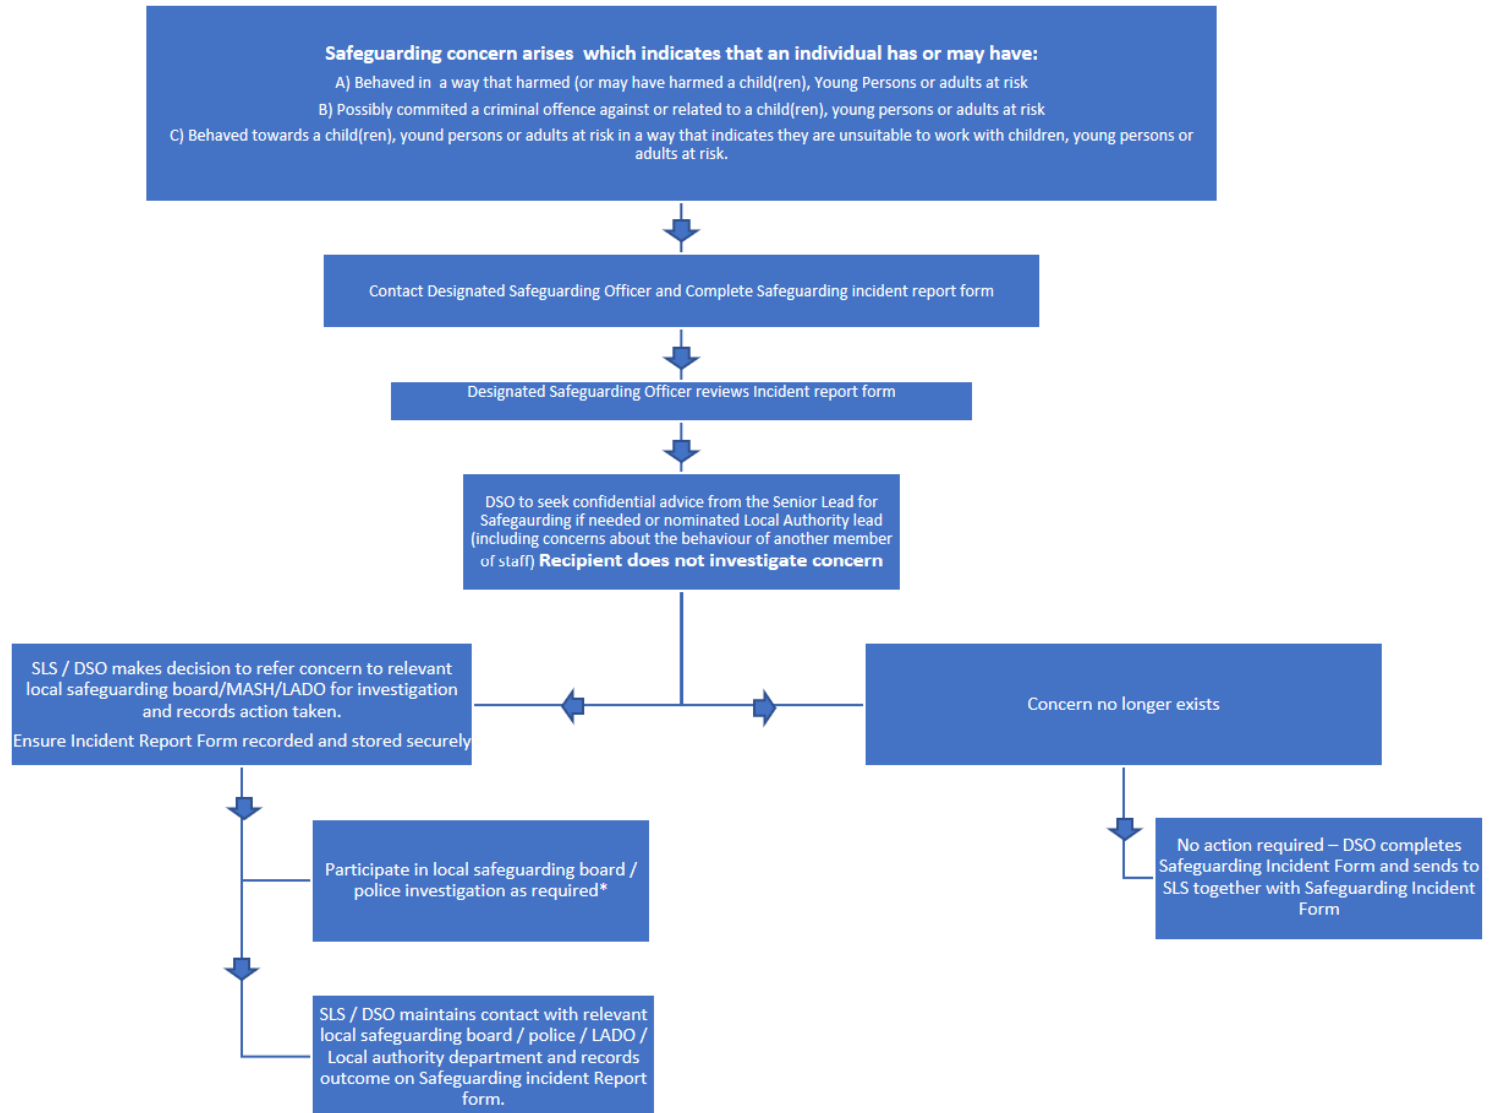 Safeguarding concern arises which indicates that an individual has or may have:
A) Behaved in a way that harmed (or may have harmed a child(ren), Young Persons or adults at risk
B) Possibly commited a criminal offence against or related to a child(ren), young persons or adults at risk
C) Behaved towards a child(ren), yound persons or adults at risk in a way that indicates they are unsuitable to work with children, young persons or
adults at risk.
Contact Designated Safeguarding Officer and Complete Safeguarding incident report form
Designated Safeguarding Officer reviews Incident report form
DSO to seek confidential advice from the Senior Lead for
Safegaurding if needed or nominated Local Authority lead
(including concerns about the behaviour of another member
of staff) Recipient does not investigate concern
SLS / DSO makes decision to refer concern to relevant
local safeguarding board/MASH/LADO for investigation
and records action taken.
Ensure Incident Report Form recorded and stored securely
Concern no longer exists
Participate in local safeguarding board /
police investigation as required*
No action required – DSO completes
Safeguarding Incident Form and sends to
SLS together with Safeguarding Incident
Form
SLS / DSO maintains contact with relevant
local safeguarding board / police / LADO /
Local authority department and records
outcome on Safeguarding incident Report
form.